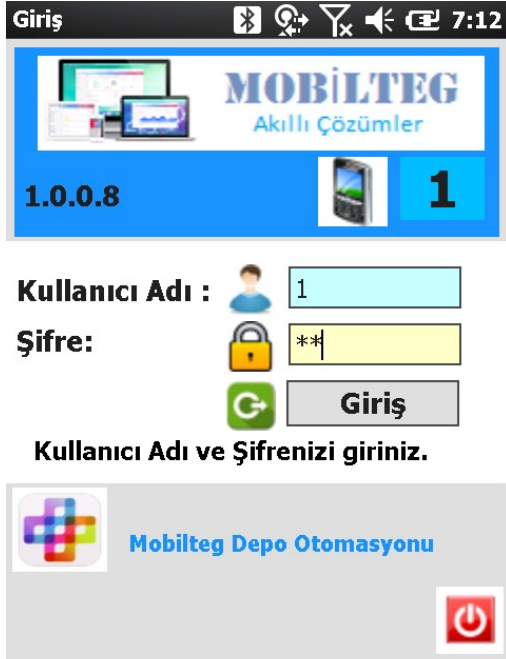 Giriş 7:12
MOBİLTEG
Akıllı Çözümler
1.0.0.8 1
Kullanıcı Adı : 1
Şifre: **
Giriş
Kullanıcı Adı ve Şifrenizi giriniz.
Mobilteg Depo Otomasyonu